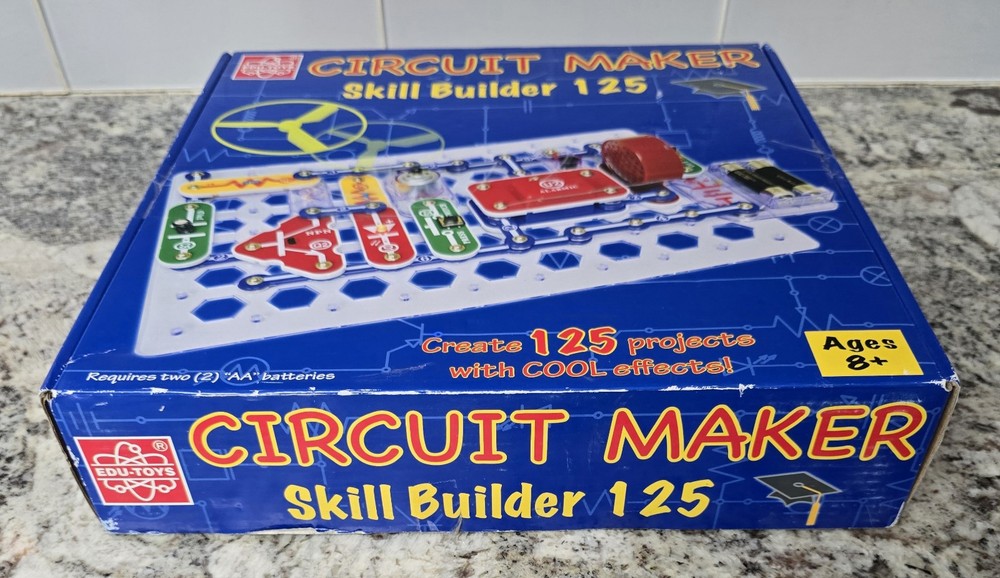 EDU-TOYS
CIRCUIT MAKER
Skill Builder 125
Create 125 projects
with COOL effects!
Ages
8+
Requires two (2) "AA" batteries
EDU-TOYS ®
CIRCUIT MAKER
Skill Builder 125